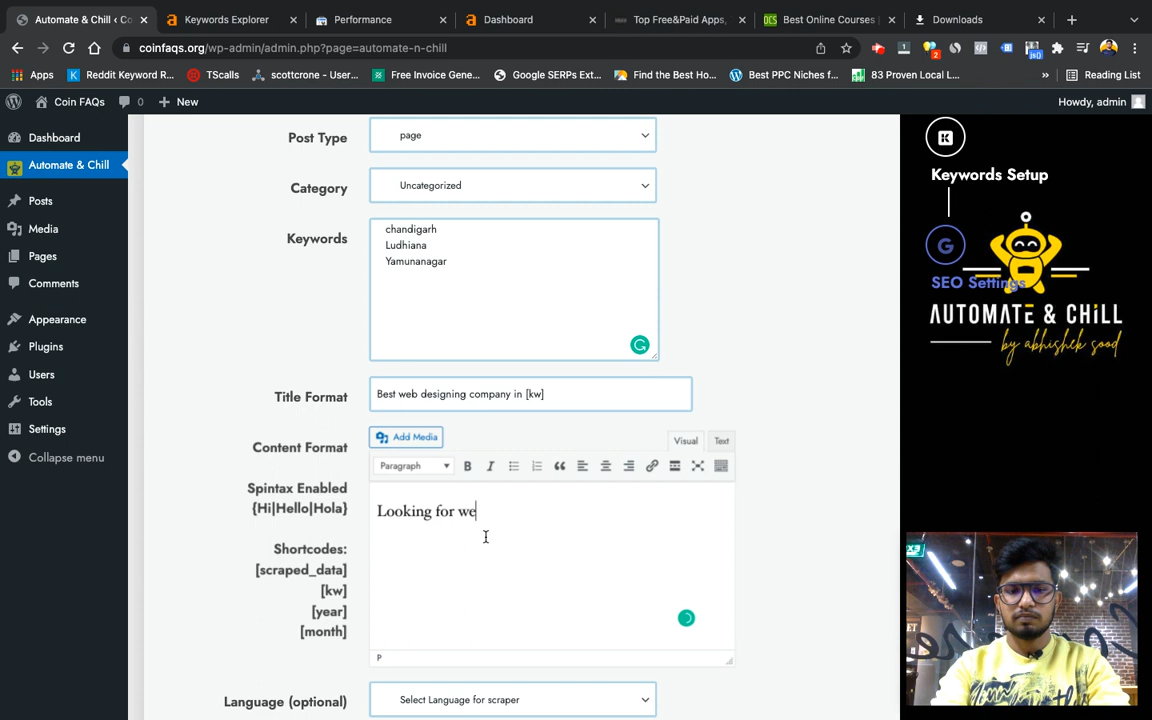 Automate & Chill ‹ Co
Keywords Explorer
Performance
Dashboard
Top Free&Paid Apps,
Best Online Courses |
Downloads
coinfaqs.org/wp-admin/admin.php?page=automate-n-chill
Apps
Reddit Keyword R...
TScalls
scottcrone - User...
Free Invoice Gene...
Google SERPs Ext...
Find the Best Ho...
Best PPC Niches f...
83 Proven Local L...
»
Reading List
Coin FAQs
0
New
Howdy, admin
Dashboard
Automate & Chill
Posts
Media
Pages
Comments
Appearance
Plugins
Users
Tools
Settings
Collapse menu
Post Type
page
Category
Uncategorized
Keywords
chandigarh
Ludhiana
Yamunanagar
Title Format
Best web designing company in [kw]
Content Format
Add Media
Visual
Text
Paragraph
B
I
Spintax Enabled
{Hi|Hello|Hola}
Looking for we
Shortcodes:
[scraped_data]
[kw]
[year]
[month]
P
Language (optional)
Select Language for scraper
K
Keywords Setup
G
SEO Settings
AUTOMATE & CHILL
by abhishek sood